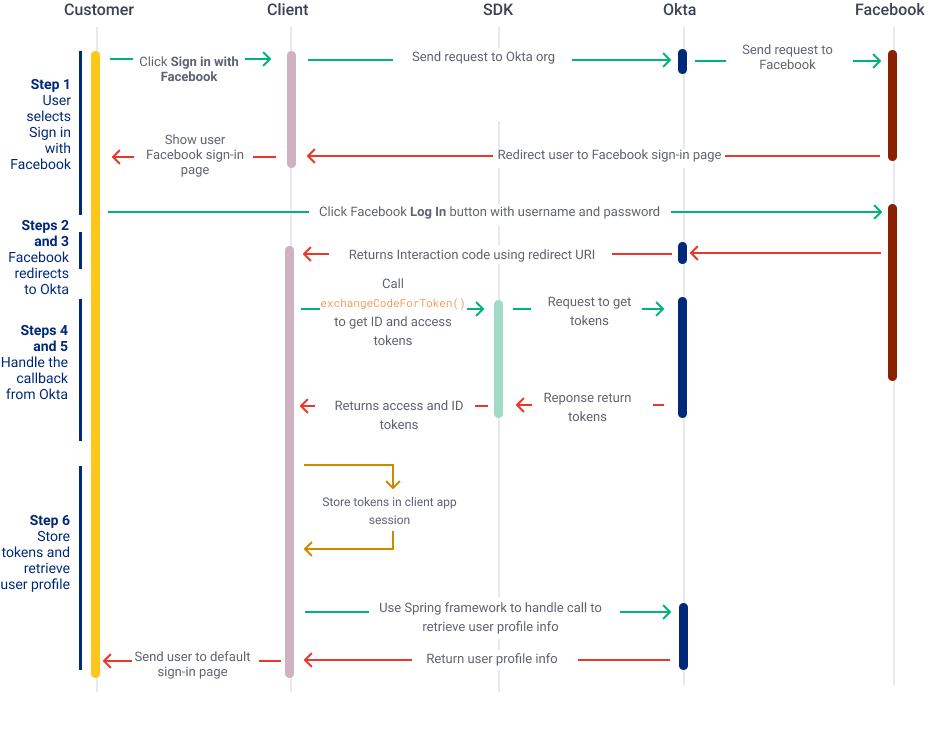 Customer
Client
SDK
Okta
Facebook
Step 1
User
selects
Sign in
with
Facebook
Click Sign in with
Facebook
Send request to Okta org
Send request to
Facebook
Show user
Facebook sign-in
page
Redirect user to Facebook sign-in page
Steps 2
and 3
Facebook
redirects
to Okta
Click Facebook Log In button with username and password
Returns Interaction code using redirect URI
Steps 4
and 5
Handle the
callback
from Okta
Call
exchangeCodeForToken()
to get ID and access
tokens
Request to get
tokens
Returns access and ID
tokens
Reponse return
tokens
Step 6
Store
tokens and
retrieve
user profile
Store tokens in client app
session
Use Spring framework to handle call to
retrieve user profile info
Send user to default
sign-in page
Return user profile info